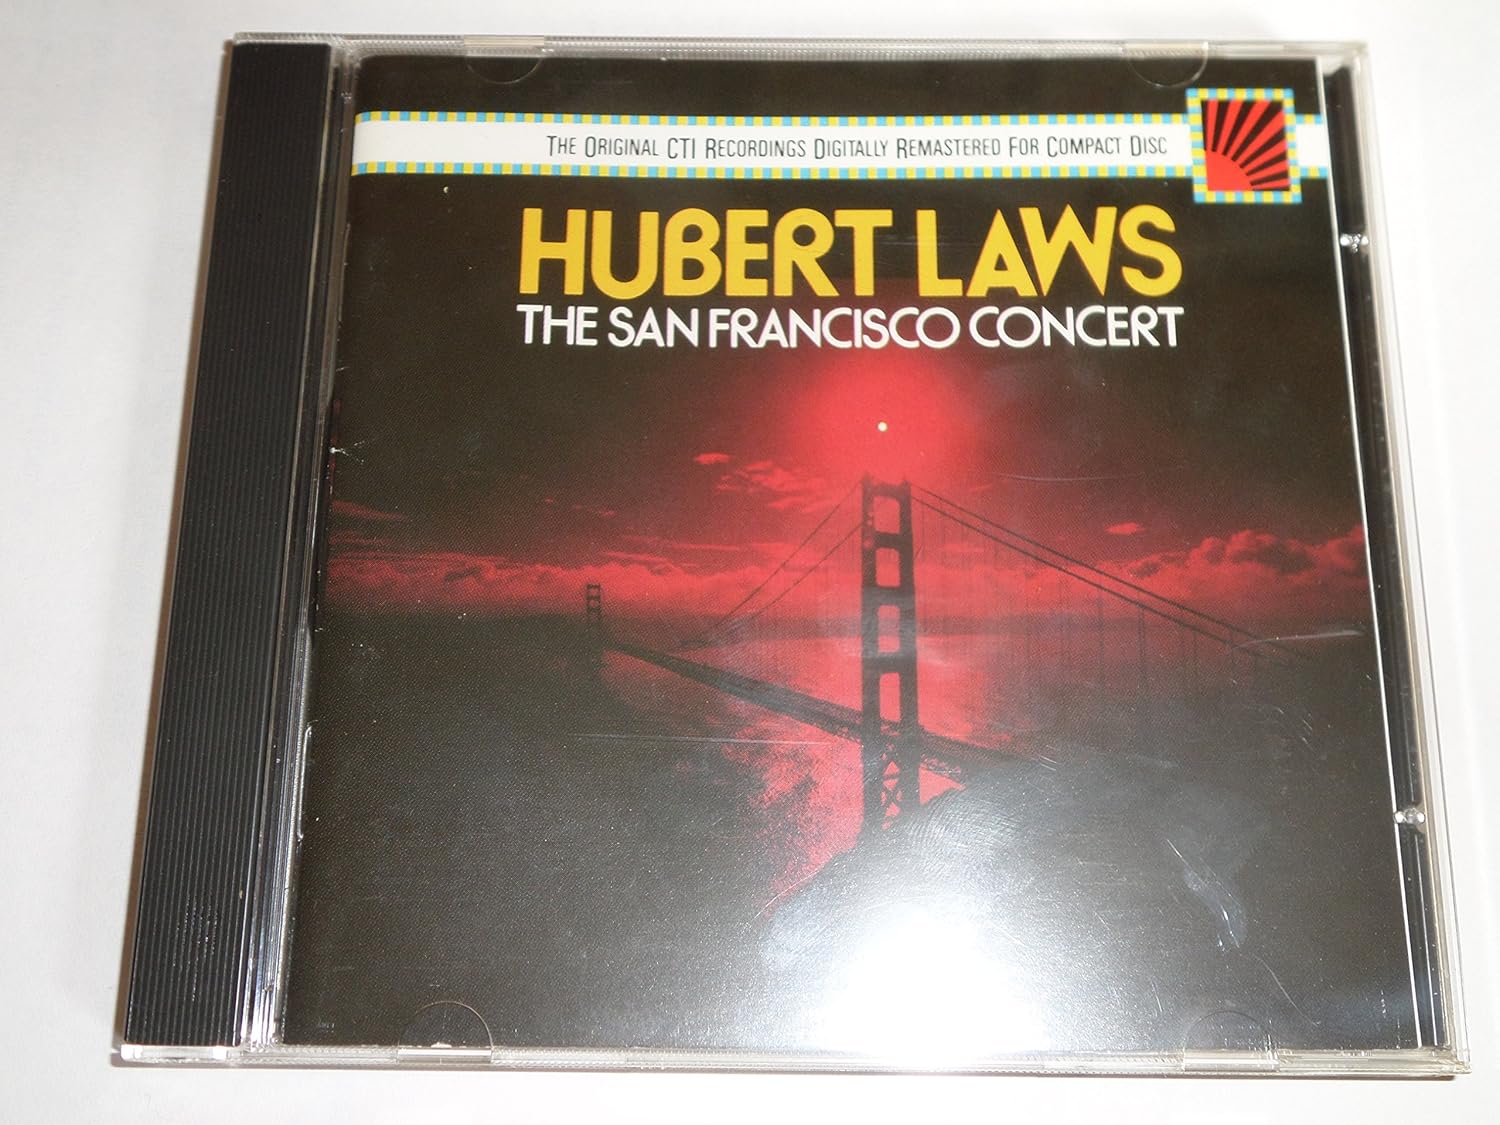 THE ORIGINAL CTI RECORDINGS DIGITALLY REMASTERED FOR COMPACT DISC
HUBERT LAWS
THE SAN FRANCISCO CONCERT